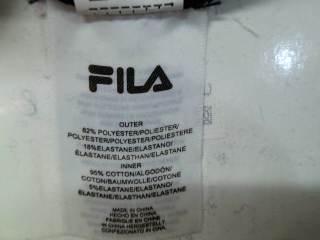 FILA
OUTER
82% POLYESTER/POLIESTER/
POLYESTER/POLYESTER/POLIESTERE
18%ELASTANE/ELASTANO/
ÉLASTANE/ELASTHAN/ELASTANE
INNER
95% COTTON/ALGODÓN/
COTON/BAUMWOLLE/COTONE
5%ELASTANE/ELASTANO/
ÉLASTANE/ELASTHAN/ELASTANE
MADE IN CHINA
HECHO EN CHINA
FABRIQUÉ EN CHINE
IN CHINA HERGESTELLT
CONFEZIONATO IN CINA